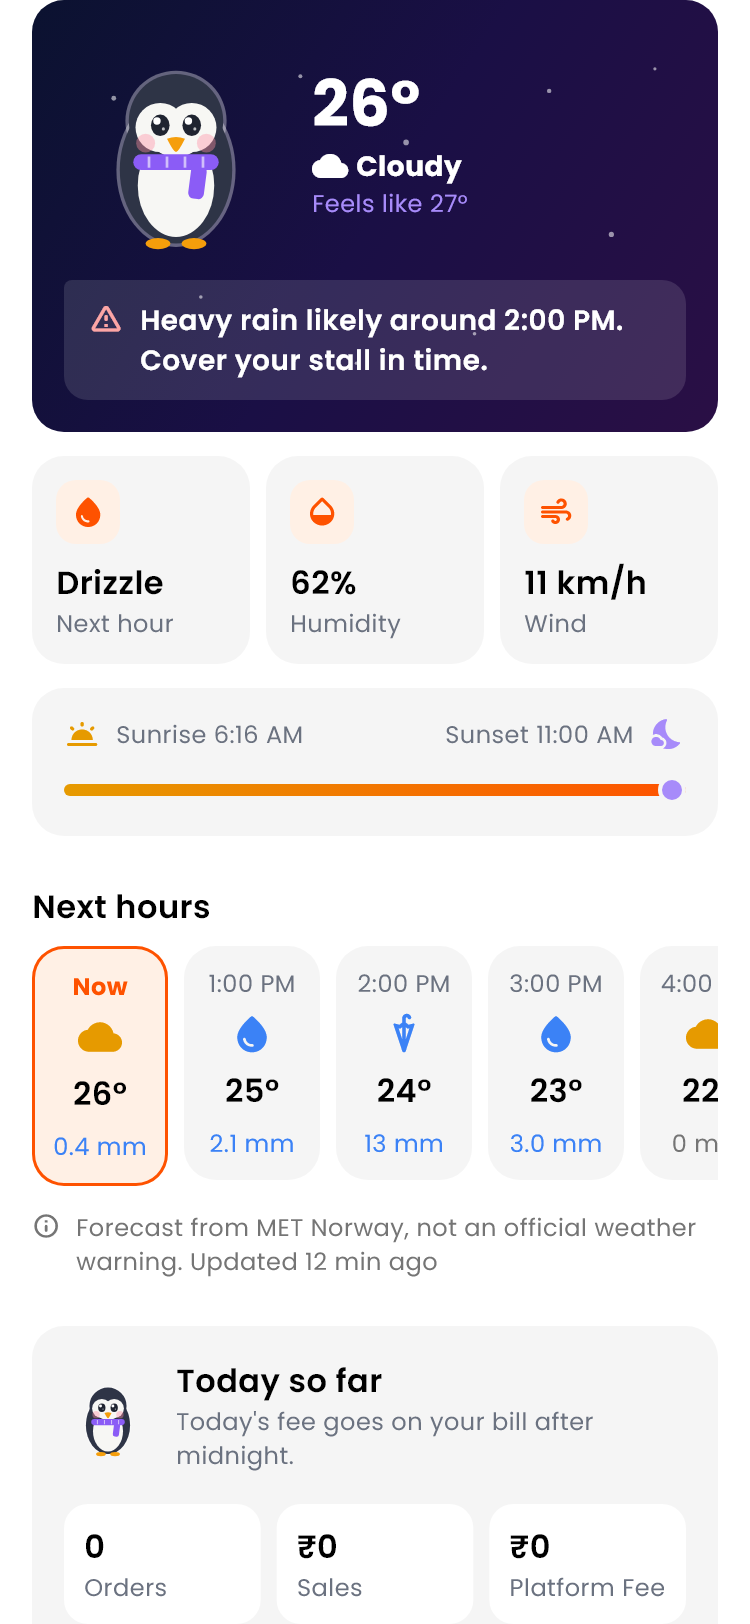 26°
Cloudy
Feels like 27°
Heavy rain likely around 2:00 PM.
Cover your stall in time.
Drizzle
Next hour
62%
Humidity
11 km/h
Wind
Sunrise 6:16 AM
Sunset 11:00 AM
Next hours
Now
26°
0.4 mm
1:00 PM
25°
2.1 mm
2:00 PM
24°
13 mm
3:00 PM
23°
3.0 mm
4:00
22
0 m
Forecast from MET Norway, not an official weather
warning. Updated 12 min ago
Today so far
Today's fee goes on your bill after
midnight.
0
Orders
₹0
Sales
₹0
Platform Fee